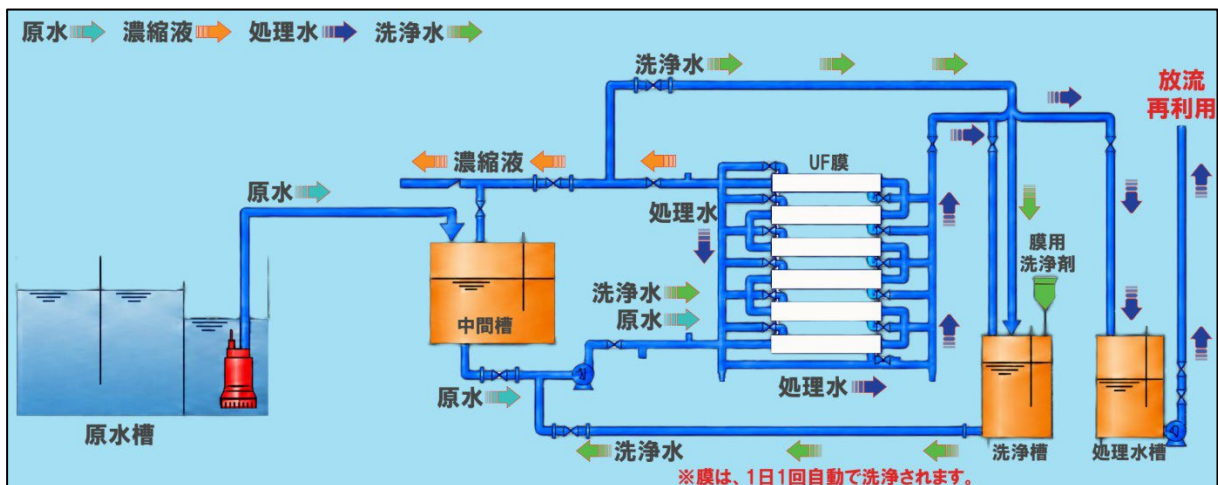 原水 濃縮液 処理水 洗浄水
洗浄水
放流
再利用
濃縮液
UF膜
原水
処理水
膜用
洗浄剤
洗浄水
原水
中間槽
処理水
原水
原水槽
洗浄水
洗浄槽
処理水槽
※膜は、1日1回自動で洗浄されます。